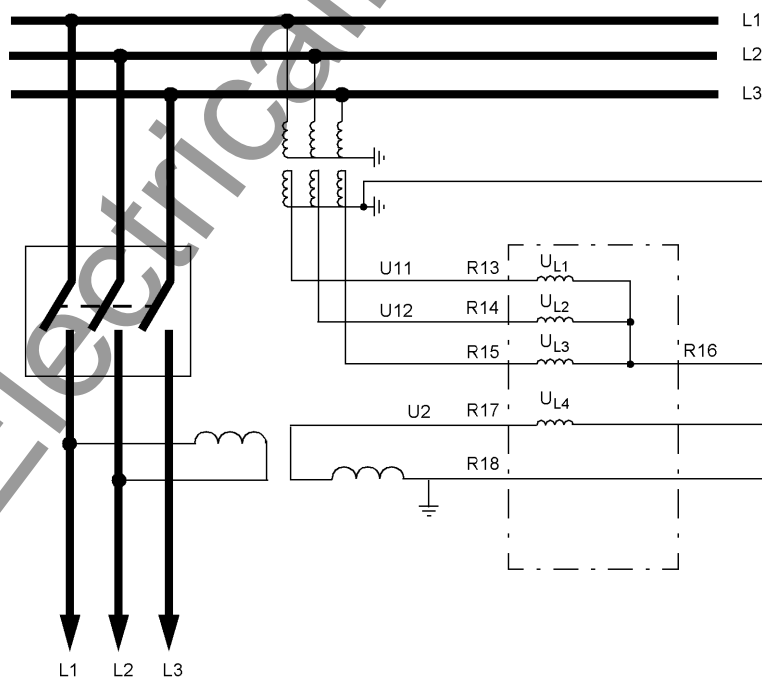 L1
L2
L3
Electrical
U11 R13 UL1
U12 R14 UL2
R15 UL3 R16
U2 R17 UL4
R18
L1 L2 L3